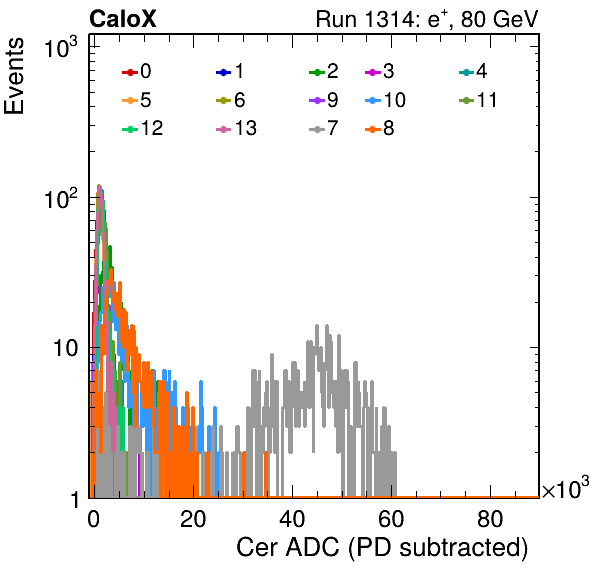 CaloX Run 1314: e⁺, 80 GeV
Events
10³
0 1 2 3 4
5 6 9 10 11
12 13 7 8
10²
10
1
0 20 40 60 80 ×10³
Cer ADC (PD subtracted)